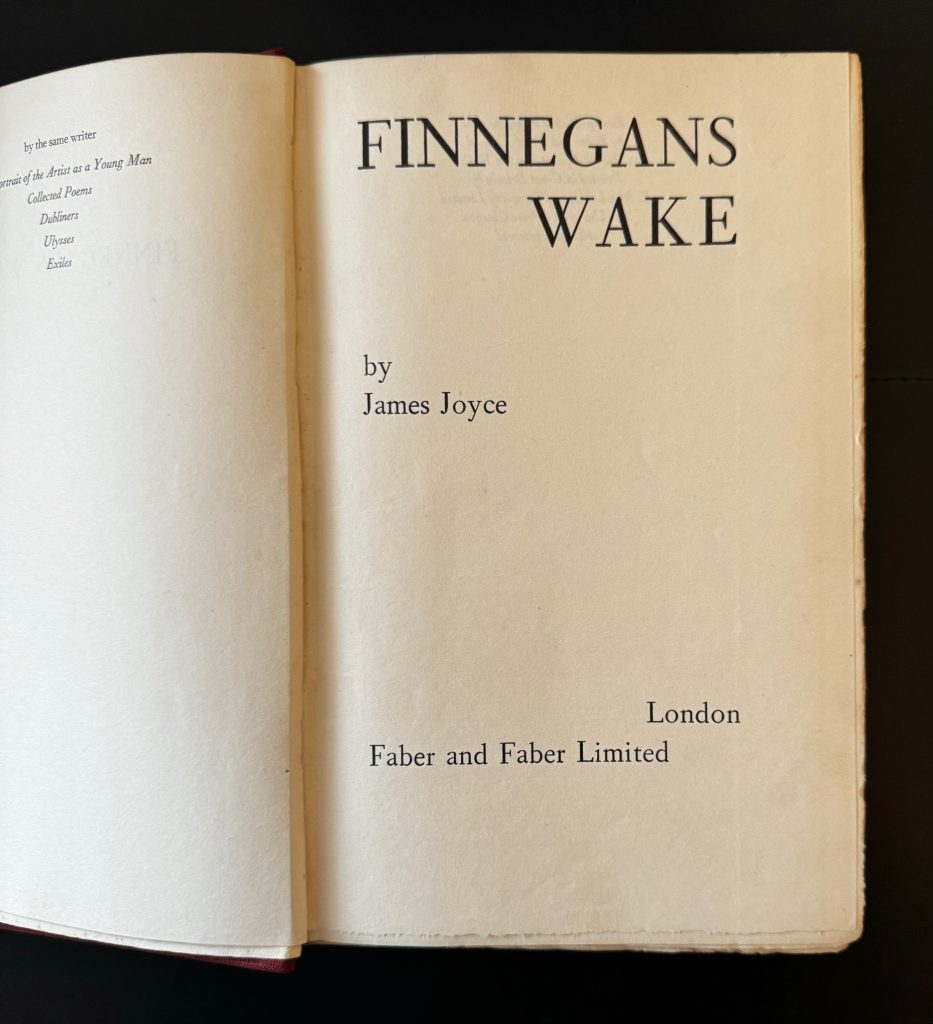 by the same writer
ortrait of the Artist as a Young Man
Collected Poems
Dubliners
Ulysses
Exiles
FINNEGANS
WAKE
by
James Joyce
London
Faber and Faber Limited